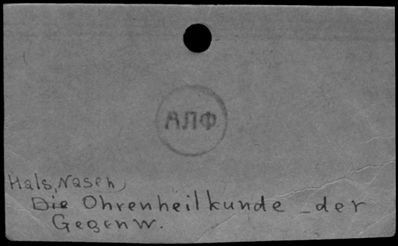 АЛФ
Hals, Nasen,
Die Ohrenheilkunde der
Gegenw.